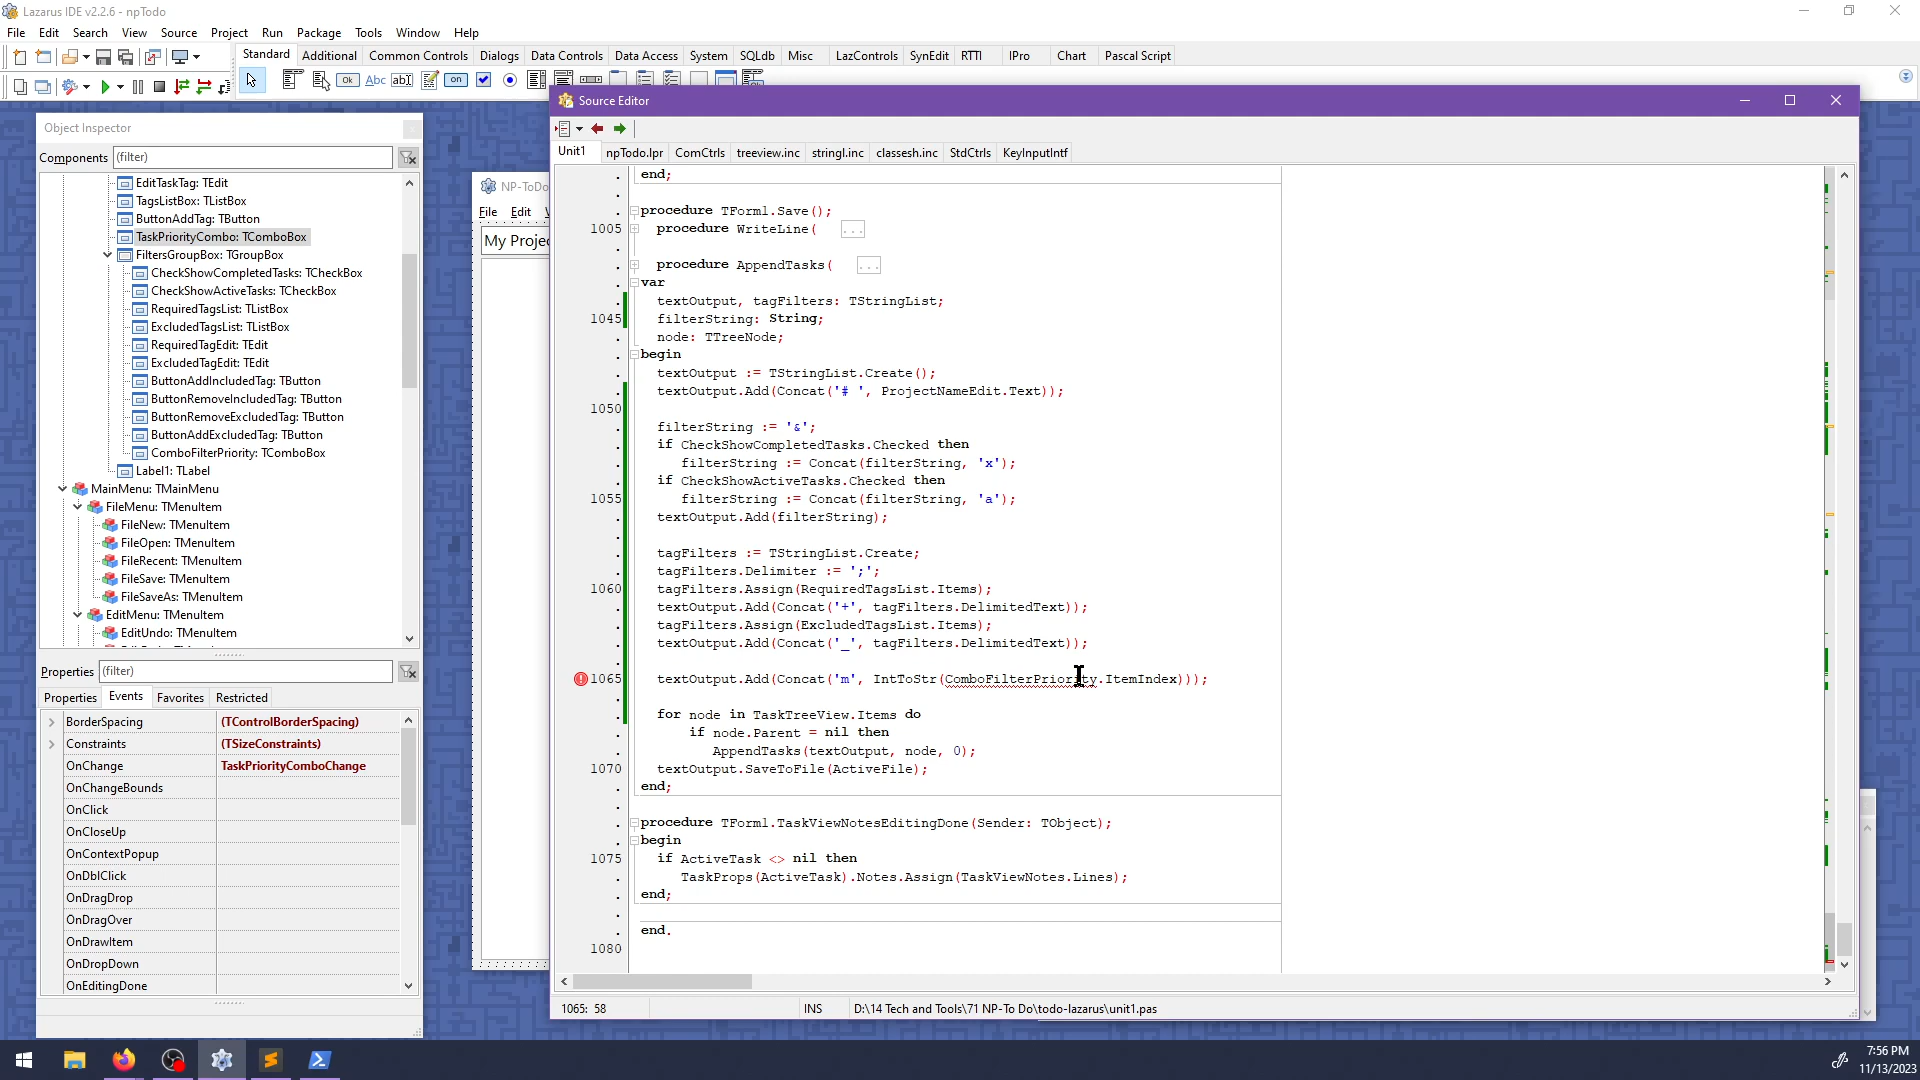 Lazarus IDE v2.2.6 - npTodo
File Edit Search View Source Project Run Package Tools Window Help
Standard Additional Common Controls Dialogs Data Controls Data Access System SQLdb Misc LazControls SynEdit RTTI IPro Chart Pascal Script
Ok Abc abI on
Source Editor
Object Inspector
Components (filter)
EditTaskTag: TEdit
TagsListBox: TListBox
ButtonAddTag: TButton
TaskPriorityCombo: TComboBox
FiltersGroupBox: TGroupBox
CheckShowCompletedTasks: TCheckBox
CheckShowActiveTasks: TCheckBox
RequiredTagsList: TListBox
ExcludedTagsList: TListBox
RequiredTagEdit: TEdit
ExcludedTagEdit: TEdit
ButtonAddIncludedTag: TButton
ButtonRemoveIncludedTag: TButton
ButtonRemoveExcludedTag: TButton
ButtonAddExcludedTag: TButton
ComboFilterPriority: TComboBox
Label1: TLabel
MainMenu: TMainMenu
FileMenu: TMenuItem
FileNew: TMenuItem
FileOpen: TMenuItem
FileRecent: TMenuItem
FileSave: TMenuItem
FileSaveAs: TMenuItem
EditMenu: TMenuItem
EditUndo: TMenuItem
Properties (filter)
Properties Events Favorites Restricted
BorderSpacing (TControlBorderSpacing)
Constraints (TSizeConstraints)
OnChange TaskPriorityComboChange
OnChangeBounds
OnClick
OnCloseUp
OnContextPopup
OnDblClick
OnDragDrop
OnDragOver
OnDrawItem
OnDropDown
OnEditingDone
NP-ToDo
File Edit V
My Projec
Unit1 npTodo.lpr ComCtrls treeview.inc stringl.inc classesh.inc StdCtrls KeyInputIntf
end;
procedure TForm1.Save();
1005 procedure WriteLine( ...
procedure AppendTasks( ...
var
textOutput, tagFilters: TStringList;
1045 filterString: String;
node: TTreeNode;
begin
textOutput := TStringList.Create();
textOutput.Add(Concat('# ', ProjectNameEdit.Text));
1050
filterString := '&';
if CheckShowCompletedTasks.Checked then
filterString := Concat(filterString, 'x');
if CheckShowActiveTasks.Checked then
1055 filterString := Concat(filterString, 'a');
textOutput.Add(filterString);
tagFilters := TStringList.Create;
tagFilters.Delimiter := ';';
1060 tagFilters.Assign(RequiredTagsList.Items);
textOutput.Add(Concat('+', tagFilters.DelimitedText));
tagFilters.Assign(ExcludedTagsList.Items);
textOutput.Add(Concat('_', tagFilters.DelimitedText));
1065 textOutput.Add(Concat('m', IntToStr(ComboFilterPriority.ItemIndex)));
for node in TaskTreeView.Items do
if node.Parent = nil then
AppendTasks(textOutput, node, 0);
1070 textOutput.SaveToFile(ActiveFile);
end;
procedure TForm1.TaskViewNotesEditingDone(Sender: TObject);
begin
1075 if ActiveTask <> nil then
TaskProps(ActiveTask).Notes.Assign(TaskViewNotes.Lines);
end;
end.
1080
1065: 58 INS D:\14 Tech and Tools\71 NP-To Do\todo-lazarus\unit1.pas
7:56 PM
11/13/2023